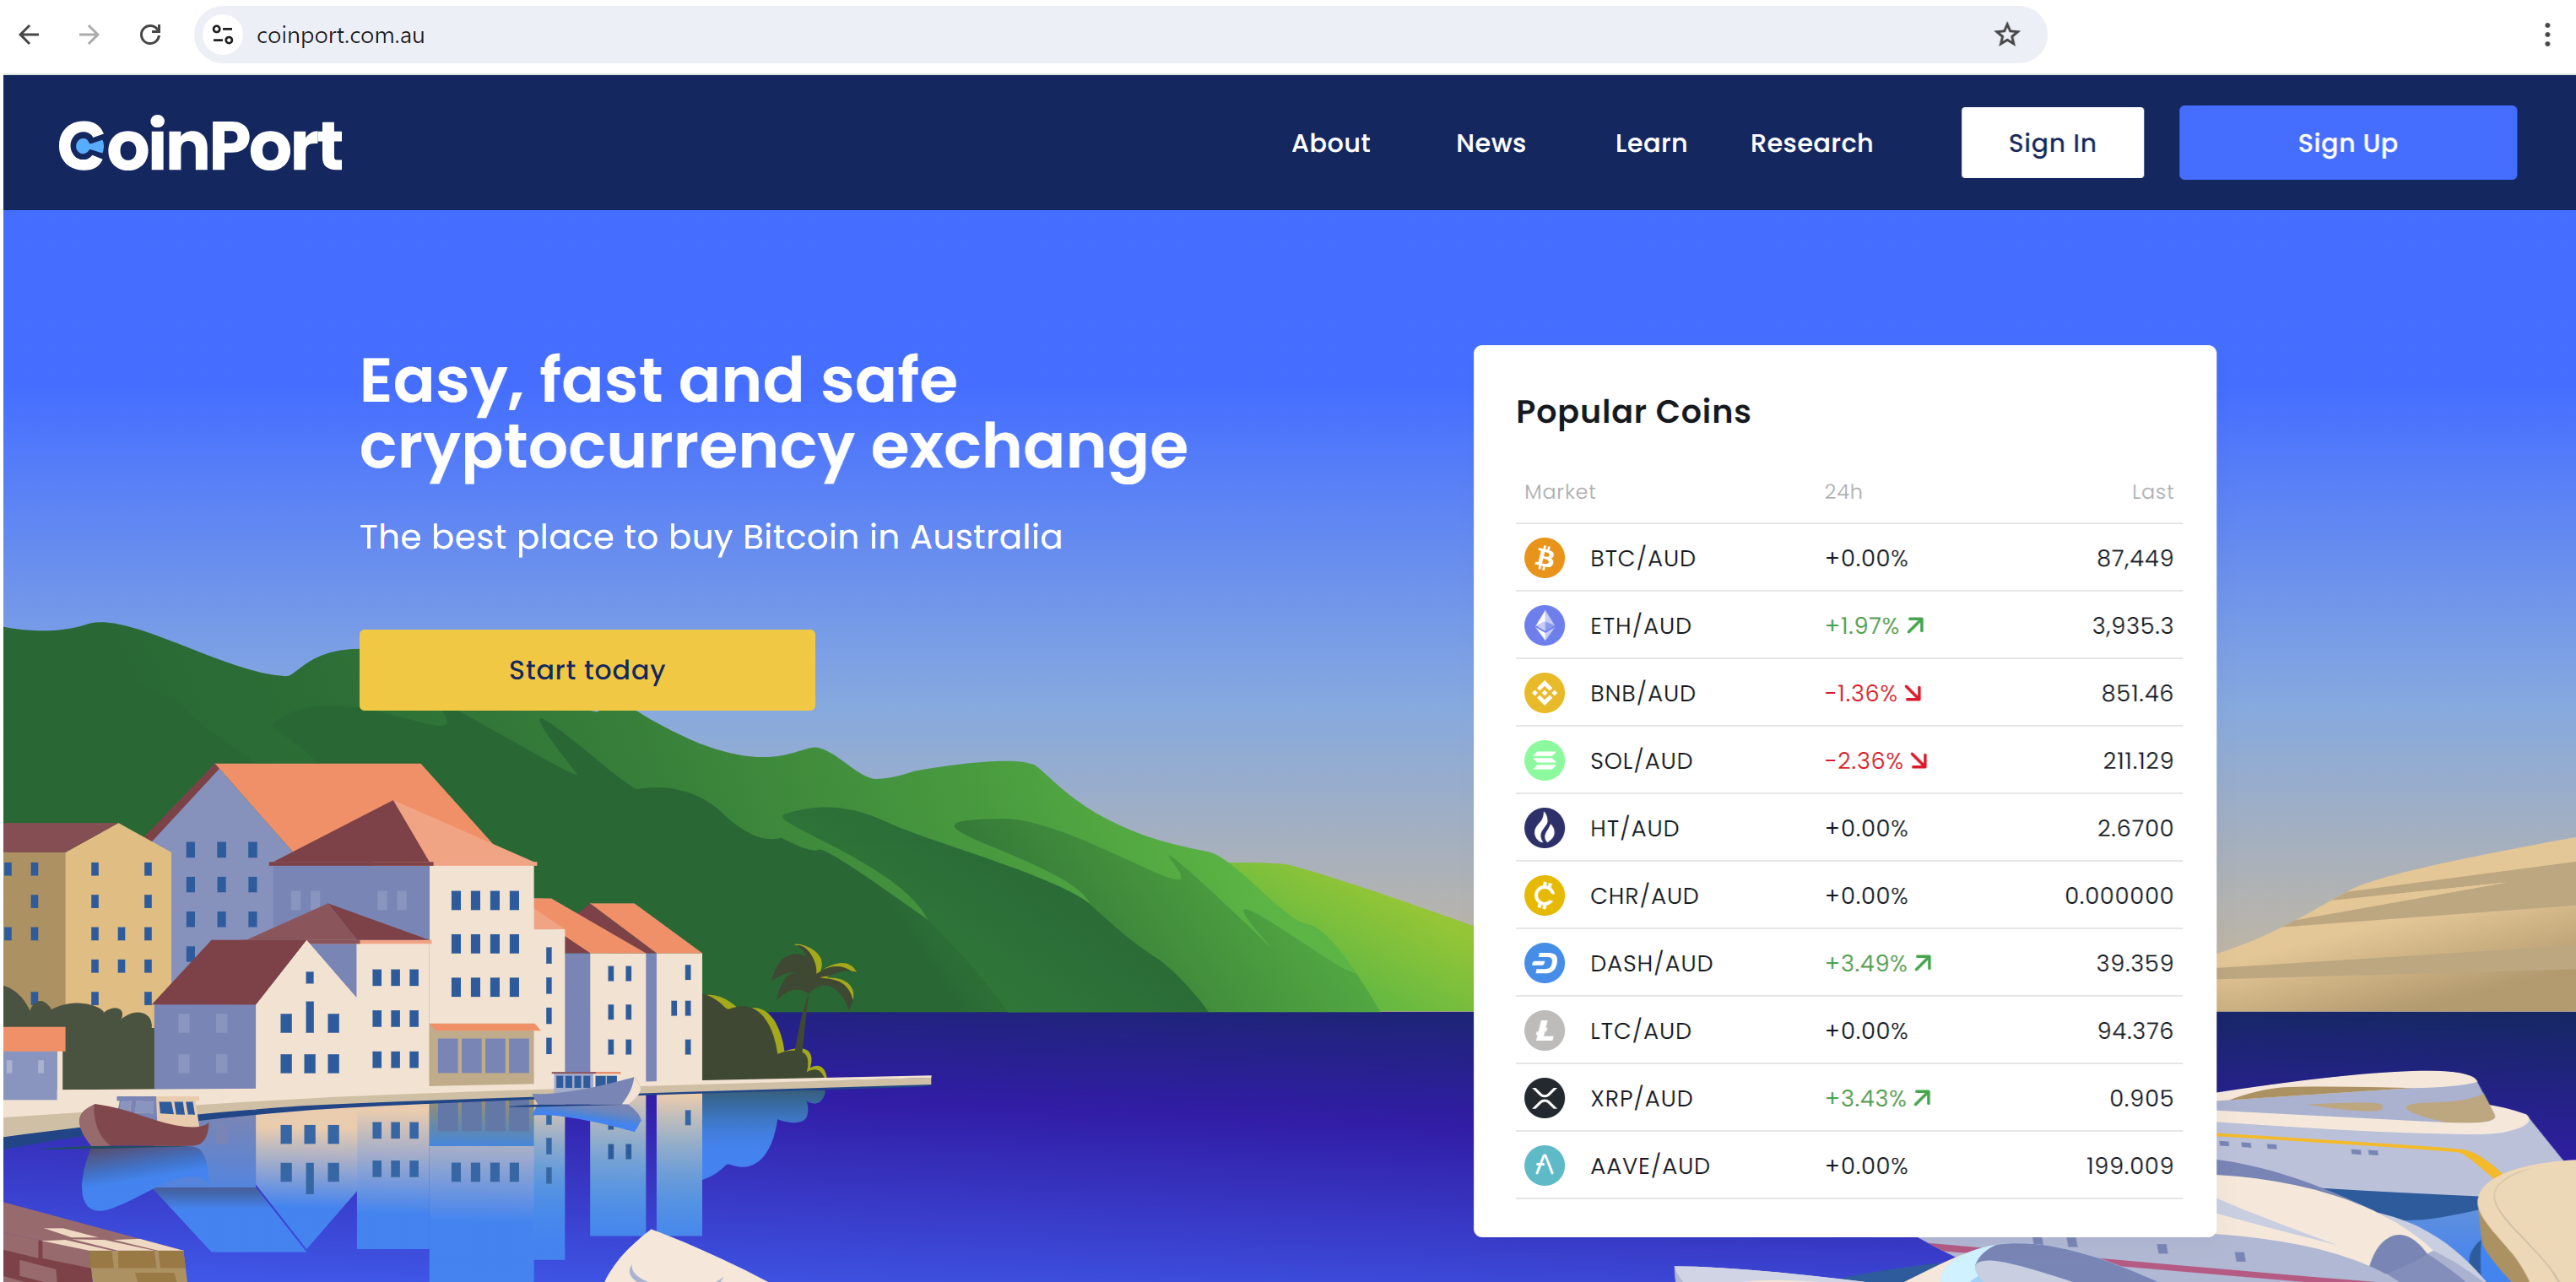 coinport.com.au
CoinPort
About News Learn Research Sign In Sign Up
Easy, fast and safe
cryptocurrency exchange
The best place to buy Bitcoin in Australia
Start today
Popular Coins
Market 24h Last
BTC/AUD +0.00% 87,449
ETH/AUD +1.97% 3,935.3
BNB/AUD -1.36% 851.46
SOL/AUD -2.36% 211.129
HT/AUD +0.00% 2.6700
CHR/AUD +0.00% 0.000000
DASH/AUD +3.49% 39.359
LTC/AUD +0.00% 94.376
XRP/AUD +3.43% 0.905
AAVE/AUD +0.00% 199.009